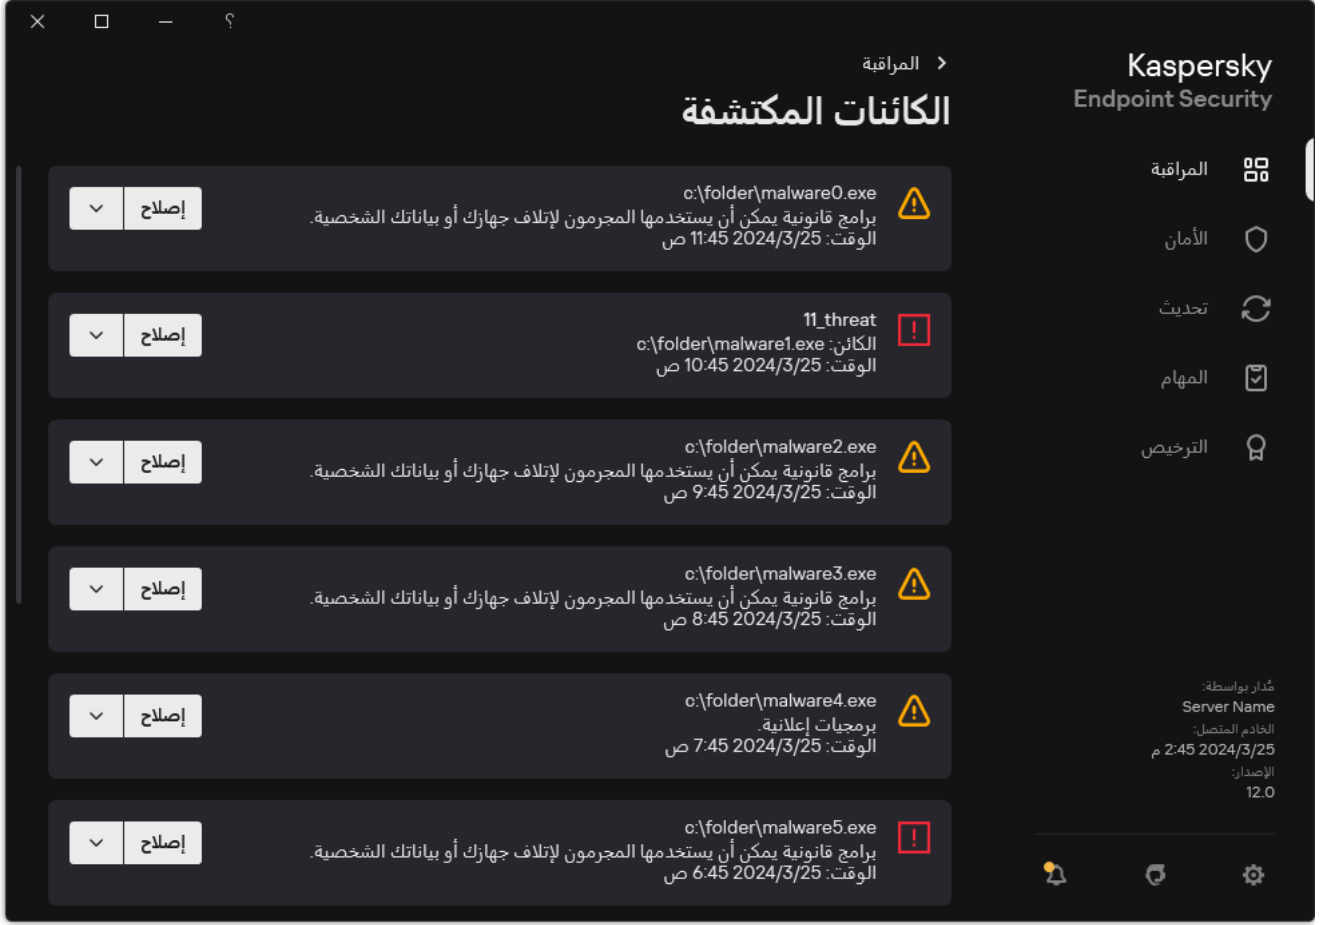 ؟
المراقبة
الكائنات المكتشفة
Kaspersky
Endpoint Security
المراقبة
الأمان
تحديث
المهام
الترخيص
مُدار بواسطة:
Server Name
الخادم المتصل:
2024/3/25 2:45 م
الإصدار:
12.0
c:\folder\malware0.exe
برامج قانونية يمكن أن يستخدمها المجرمون لإتلاف جهازك أو بياناتك الشخصية.
الوقت: 2024/3/25 11:45 ص
إصلاح
11_threat
الكائن: c:\folder\malware1.exe
الوقت: 2024/3/25 10:45 ص
إصلاح
c:\folder\malware2.exe
برامج قانونية يمكن أن يستخدمها المجرمون لإتلاف جهازك أو بياناتك الشخصية.
الوقت: 2024/3/25 9:45 ص
إصلاح
c:\folder\malware3.exe
برامج قانونية يمكن أن يستخدمها المجرمون لإتلاف جهازك أو بياناتك الشخصية.
الوقت: 2024/3/25 8:45 ص
إصلاح
c:\folder\malware4.exe
برمجيات إعلانية.
الوقت: 2024/3/25 7:45 ص
إصلاح
c:\folder\malware5.exe
برامج قانونية يمكن أن يستخدمها المجرمون لإتلاف جهازك أو بياناتك الشخصية.
الوقت: 2024/3/25 6:45 ص
إصلاح